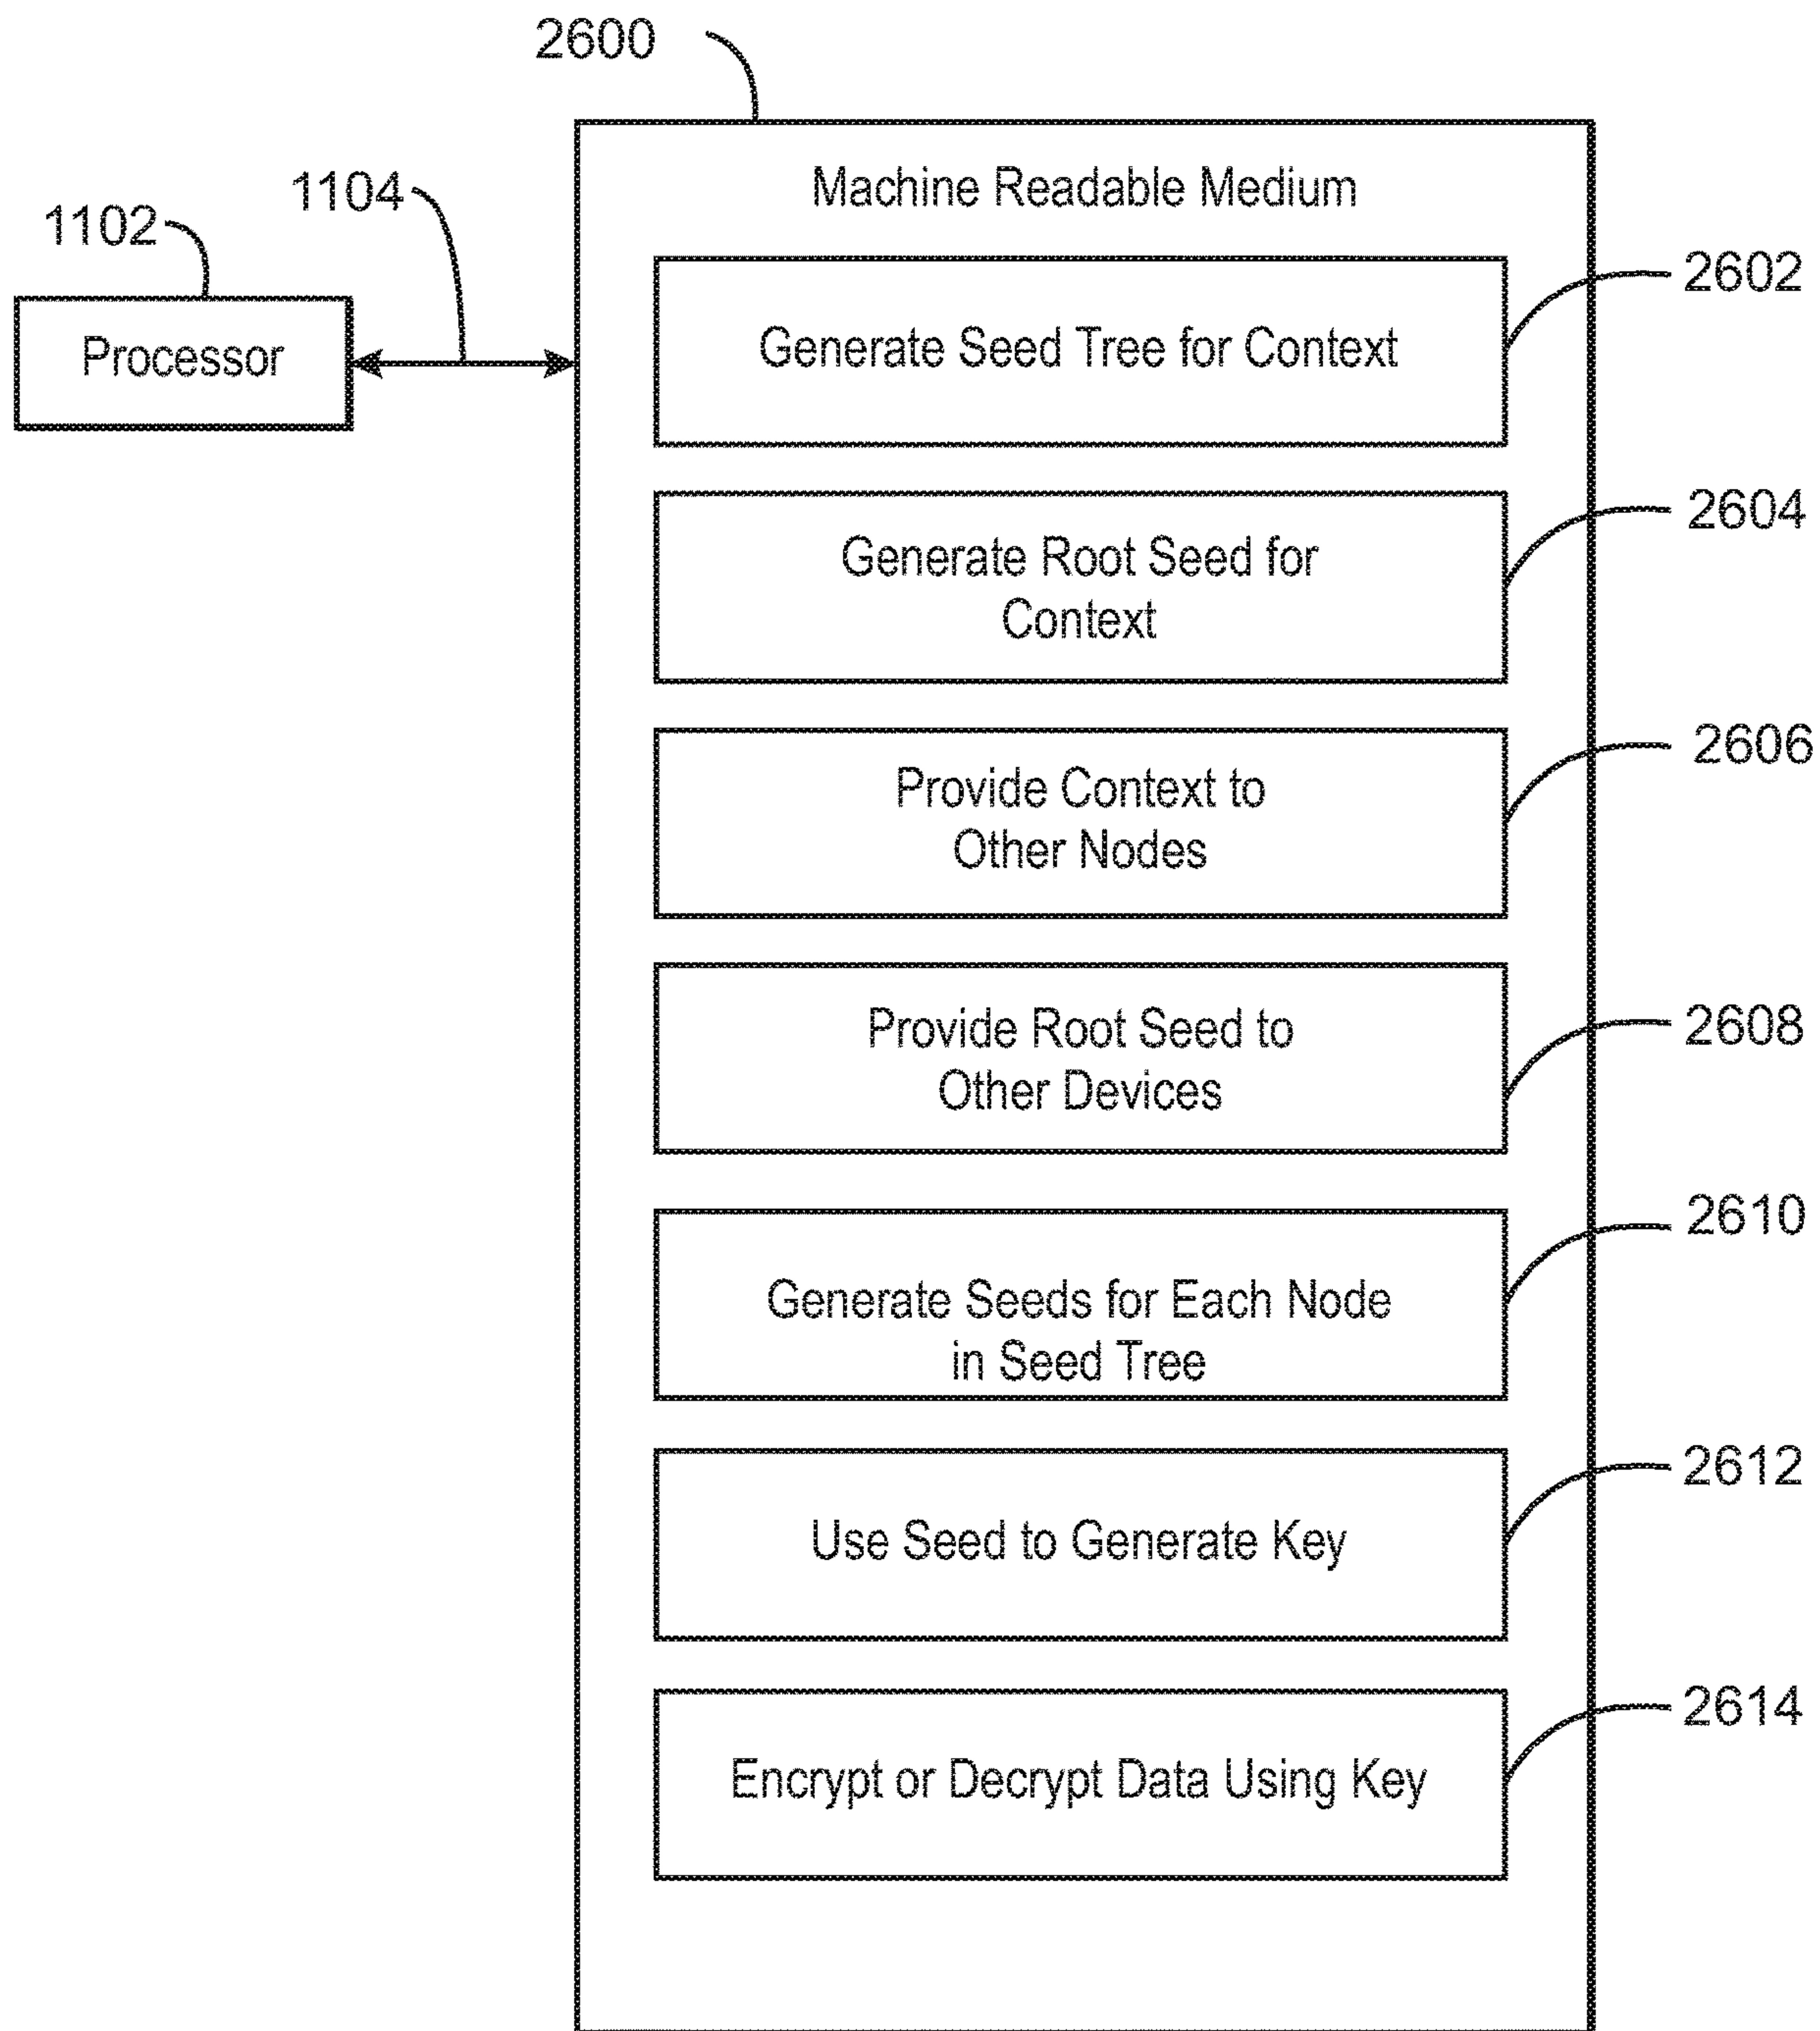 2600
Machine Readable Medium
1104
1102
Processor
2602
Generate Seed Tree for Context
2604
Generate Root Seed for
Context
2606
Provide Context to
Other Nodes
2608
Provide Root Seed to
Other Devices
2610
Generate Seeds for Each Node
in Seed Tree
2612
Use Seed to Generate Key
2614
Encrypt or Decrypt Data Using Key